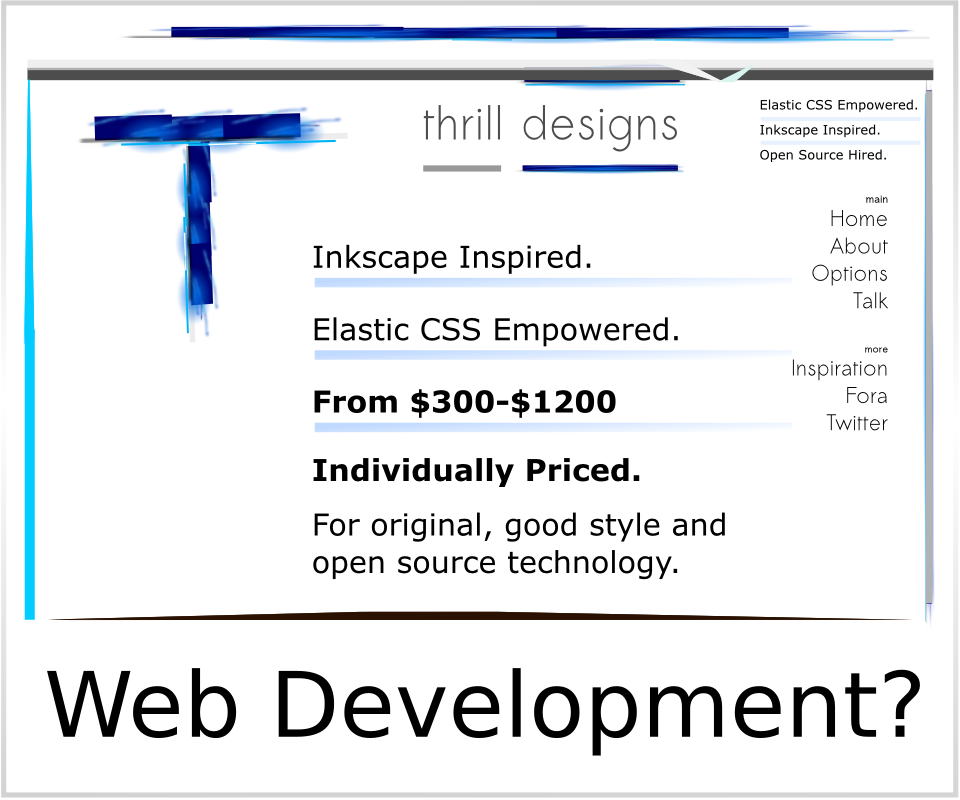 T
thrill designs
Elastic CSS Empowered.
Inkscape Inspired.
Open Source Hired.
main
Home
About
Options
Talk
more
Inspiration
Fora
Twitter
Inkscape Inspired.
Elastic CSS Empowered.
From $300-$1200
Individually Priced.
For original, good style and
open source technology.
Web Development?